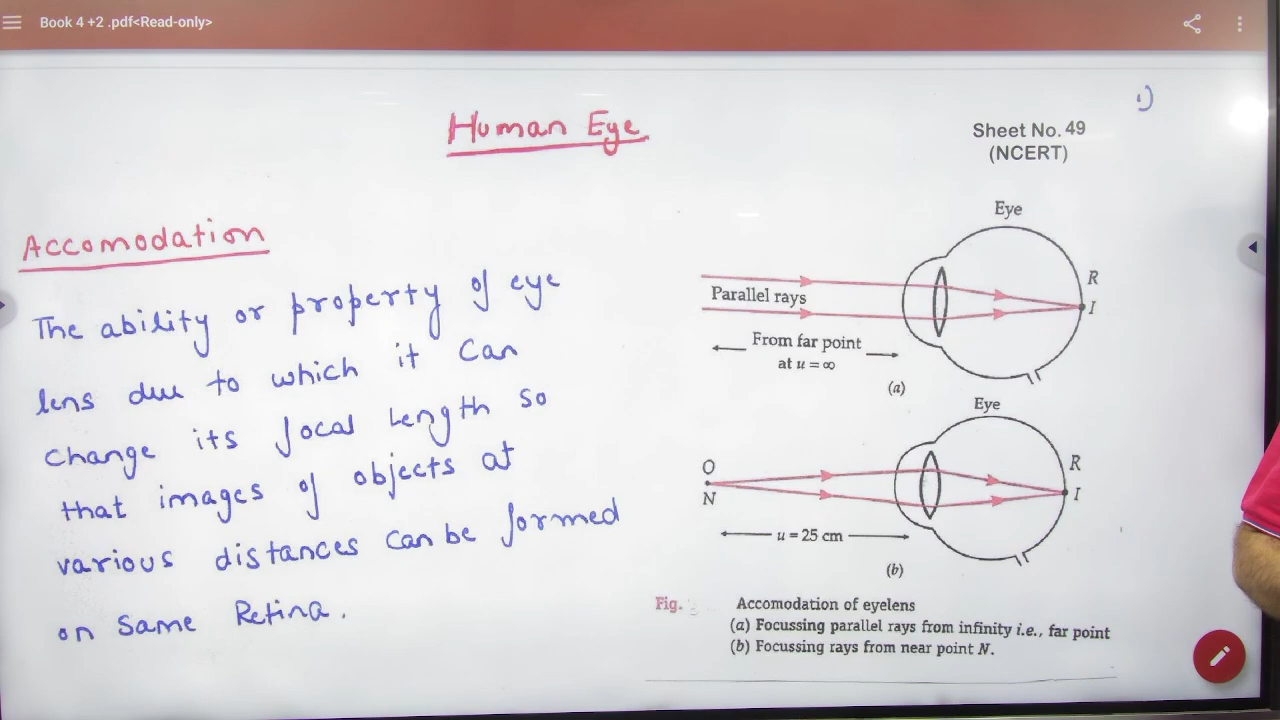 Book 4 +2 .pdf<Read-only>
1)
Human Eye
Sheet No. 49
(NCERT)
Accomodation
The ability or property of eye
lens due to which it can
change its focal Length so
that images of objects at
various distances can be formed
on same Retina.
Eye
Parallel rays
R
I
From far point
at u = ∞
(a)
Eye
O
N
R
I
u = 25 cm
(b)
Fig.
Accomodation of eyelens
(a) Focussing parallel rays from infinity i.e., far point
(b) Focussing rays from near point N.